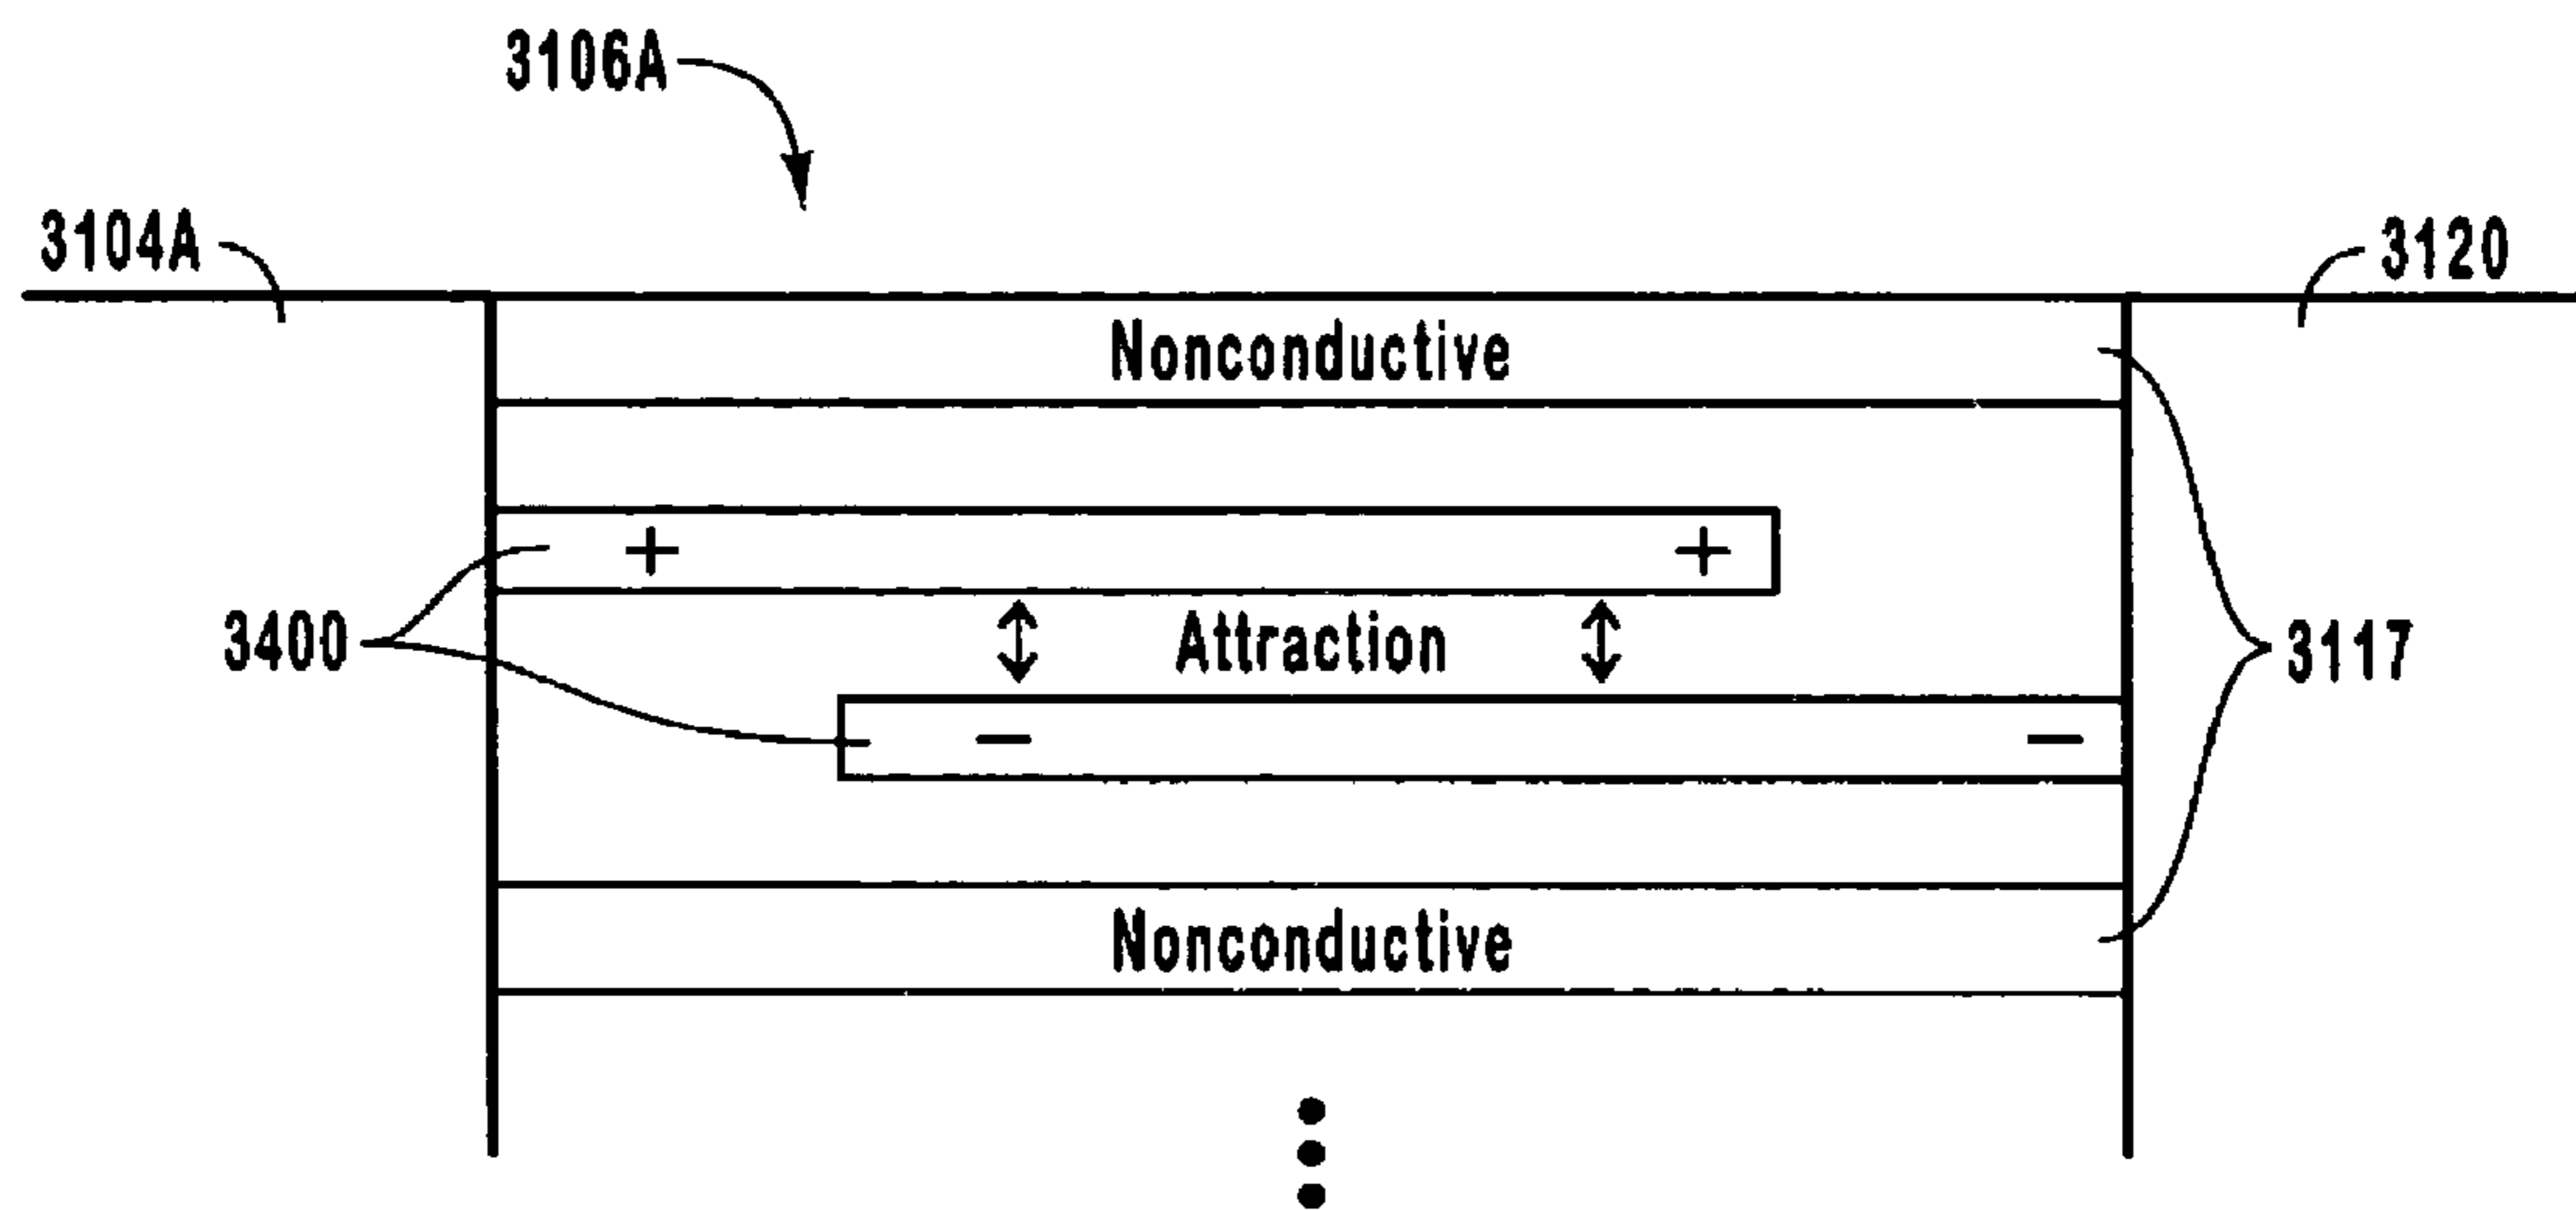 3106A
3104A
3120
Nonconductive
+ +
3400
Attraction
3117
- -
Nonconductive